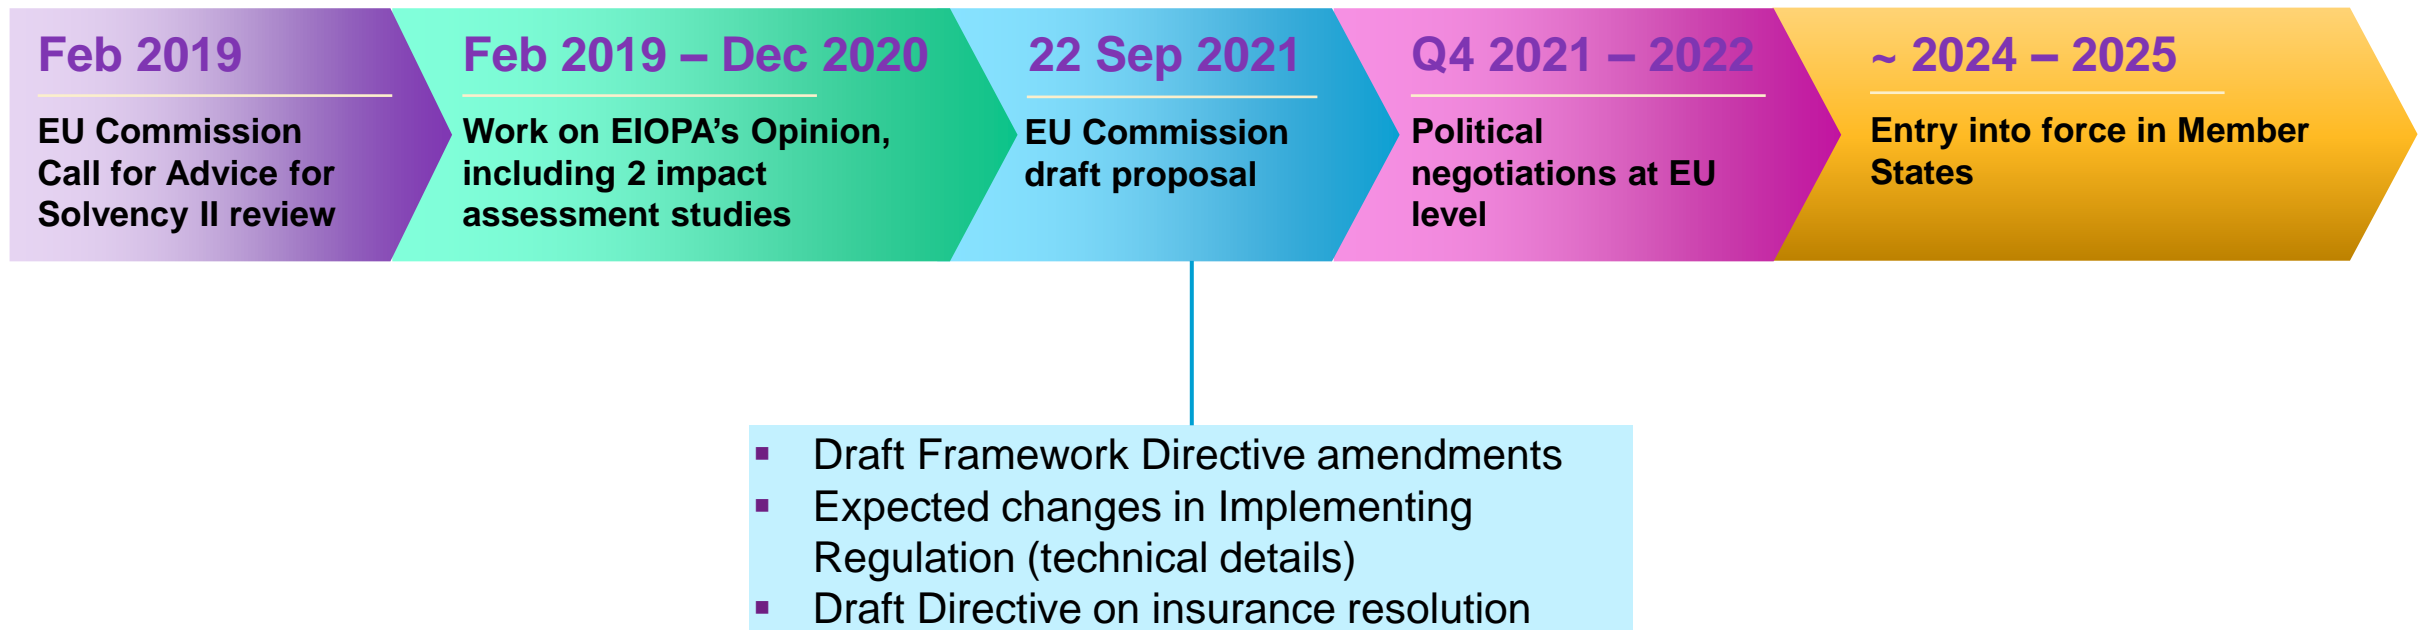 Feb 2019
EU Commission
Call for Advice for
Solvency II review
Feb 2019 – Dec 2020
Work on EIOPA's Opinion,
including 2 impact
assessment studies
22 Sep 2021
EU Commission
draft proposal
Q4 2021 – 2022
Political
negotiations at EU
level
~ 2024 – 2025
Entry into force in Member
States
▪ Draft Framework Directive amendments
▪ Expected changes in Implementing
Regulation (technical details)
▪ Draft Directive on insurance resolution